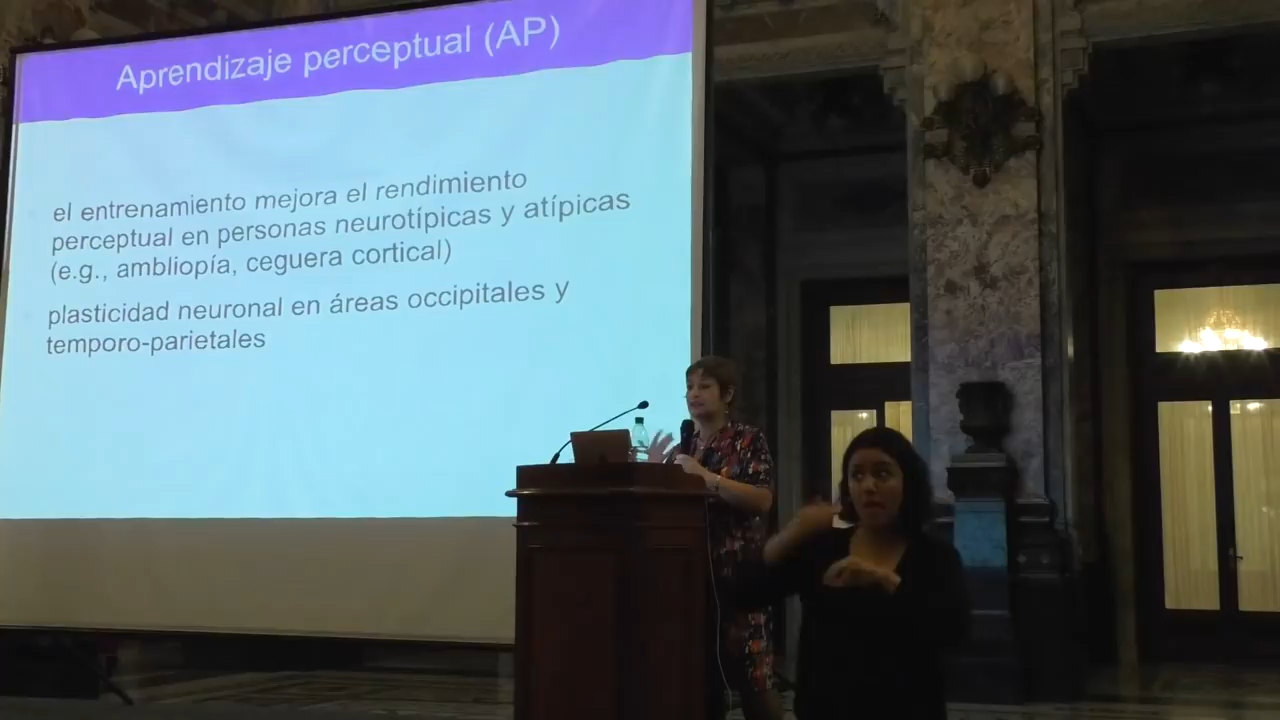 Aprendizaje perceptual (AP)
el entrenamiento mejora el rendimiento
perceptual en personas neurotípicas y atípicas
(e.g., ambliopía, ceguera cortical)
plasticidad neuronal en áreas occipitales y
temporo-parietales